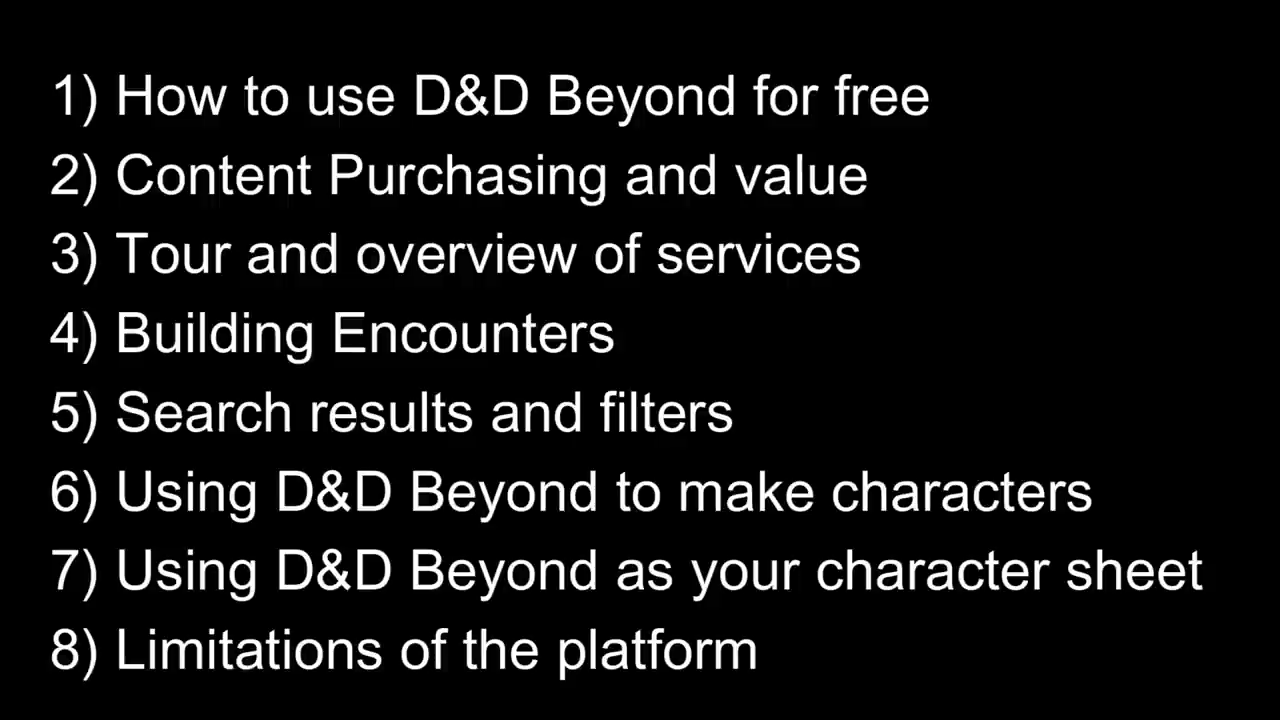 1) How to use D&D Beyond for free
2) Content Purchasing and value
3) Tour and overview of services
4) Building Encounters
5) Search results and filters
6) Using D&D Beyond to make characters
7) Using D&D Beyond as your character sheet
8) Limitations of the platform